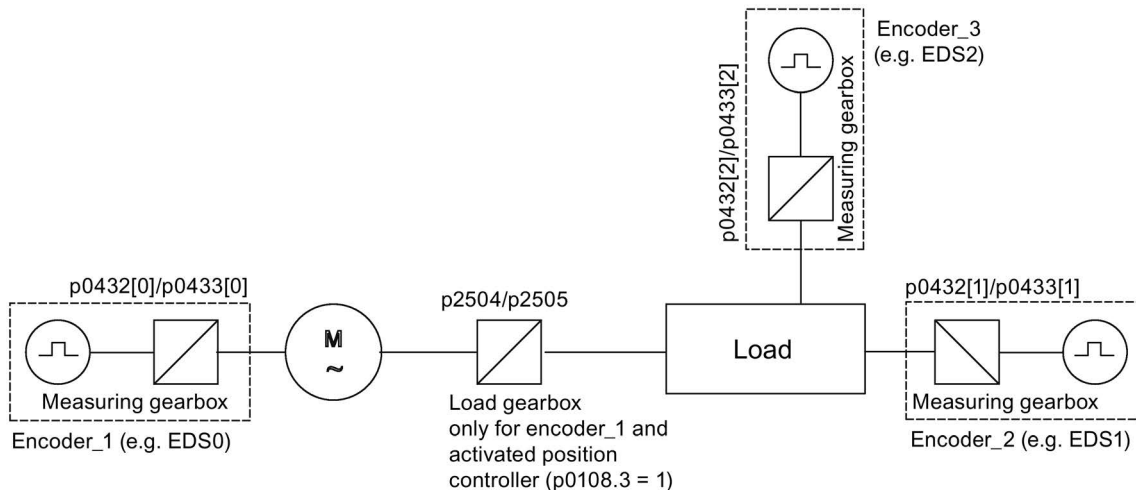 Encoder_3
(e.g. EDS2)
p0432[2]/p0433[2]
Measuring gearbox
p0432[0]/p0433[0]
p2504/p2505
p0432[1]/p0433[1]
M
~
Load
Measuring gearbox
Load gearbox
only for encoder_1 and
activated position
controller (p0108.3 = 1)
Measuring gearbox
Encoder_1 (e.g. EDS0)
Encoder_2 (e.g. EDS1)